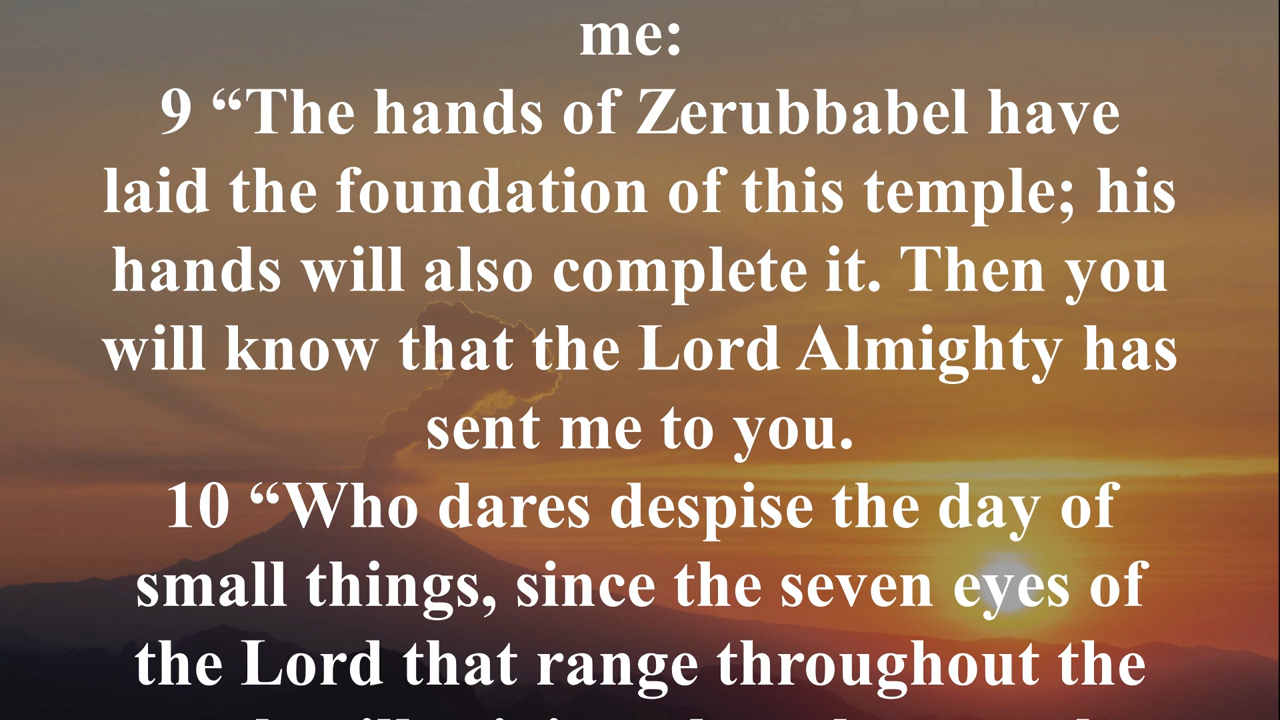 me:
9 “The hands of Zerubbabel have
laid the foundation of this temple; his
hands will also complete it. Then you
will know that the Lord Almighty has
sent me to you.
10 “Who dares despise the day of
small things, since the seven eyes of
the Lord that range throughout the